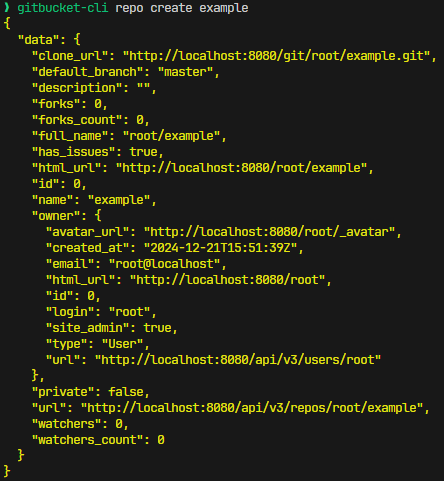 ❯ gitbucket-cli repo create example
{
  "data": {
    "clone_url": "http://localhost:8080/git/root/example.git",
    "default_branch": "master",
    "description": "",
    "forks": 0,
    "forks_count": 0,
    "full_name": "root/example",
    "has_issues": true,
    "html_url": "http://localhost:8080/root/example",
    "id": 0,
    "name": "example",
    "owner": {
      "avatar_url": "http://localhost:8080/root/_avatar",
      "created_at": "2024-12-21T15:51:39Z",
      "email": "root@localhost",
      "html_url": "http://localhost:8080/root",
      "id": 0,
      "login": "root",
      "site_admin": true,
      "type": "User",
      "url": "http://localhost:8080/api/v3/users/root"
    },
    "private": false,
    "url": "http://localhost:8080/api/v3/repos/root/example",
    "watchers": 0,
    "watchers_count": 0
  }
}